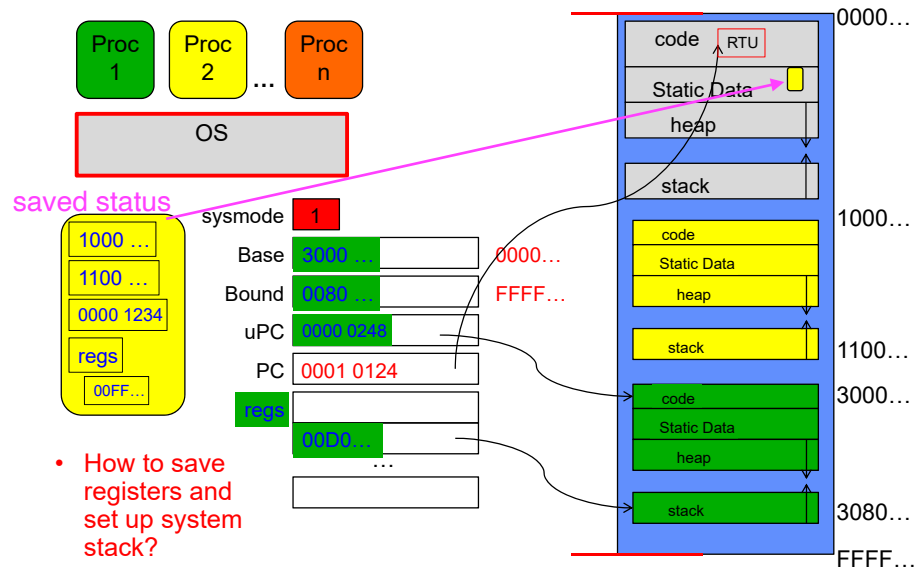 Proc
1
Proc
2
...
Proc
n
OS
saved status
1000 …
1100 …
0000 1234
regs
00FF…
sysmode
1
Base
3000 …
0000…
Bound
0080 …
FFFF…
uPC
0000 0248
PC
0001 0124
regs
00D0…
…
• How to save
registers and
set up system
stack?
0000…
code
RTU
Static Data
heap
stack
1000…
code
Static Data
heap
stack
1100…
3000…
code
Static Data
heap
stack
3080…
FFFF…